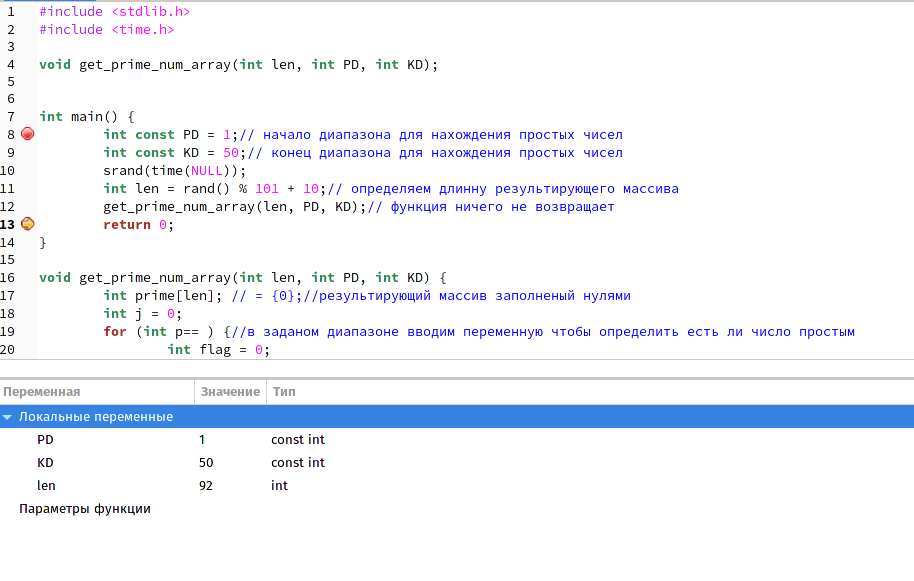 1 #include <stdlib.h>
2 #include <time.h>
3
4 void get_prime_num_array(int len, int PD, int KD);
5
6
7 int main() {
8 int const PD = 1;// начало диапазона для нахождения простых чисел
9 int const KD = 50;// конец диапазона для нахождения простых чисел
10 srand(time(NULL));
11 int len = rand() % 101 + 10;// определяем длинну результирующего массива
12 get_prime_num_array(len, PD, KD);// функция ничего не возвращает
13 return 0;
14 }
15
16 void get_prime_num_array(int len, int PD, int KD) {
17 int prime[len]; // = {0};//результирующий массив заполненый нулями
18 int j = 0;
19 for (int p== ) {//в заданом диапазоне вводим переменную чтобы определить есть ли число простым
20 int flag = 0;
Переменная Значение Тип
Локальные переменные
PD 1 const int
KD 50 const int
len 92 int
Параметры функции